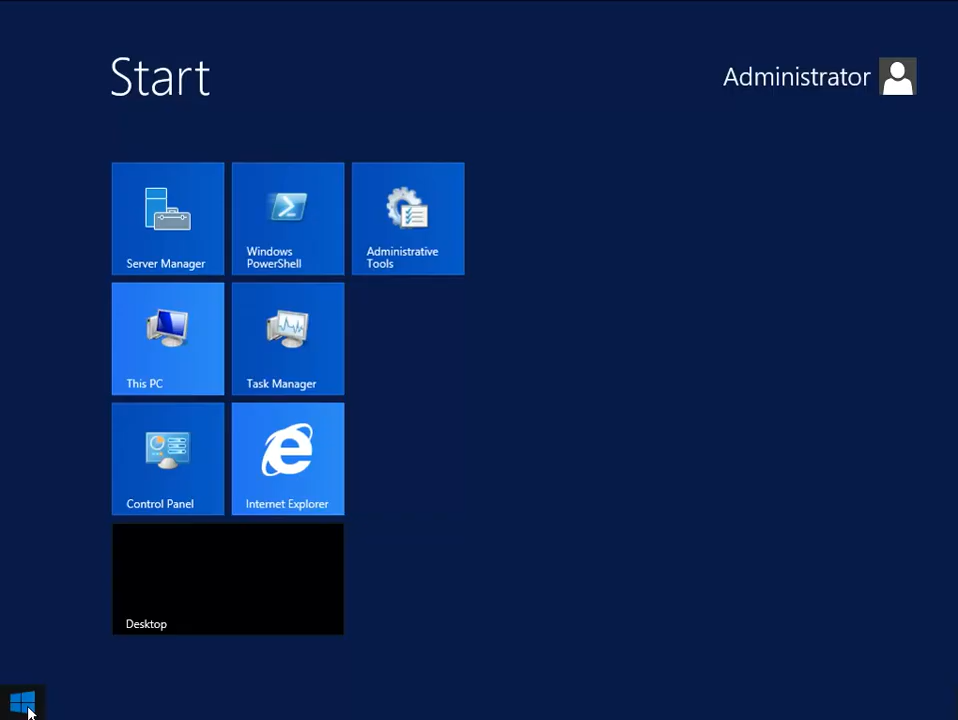 Start
Administrator
Server Manager
Windows
PowerShell
Administrative
Tools
This PC
Task Manager
Control Panel
Internet Explorer
Desktop